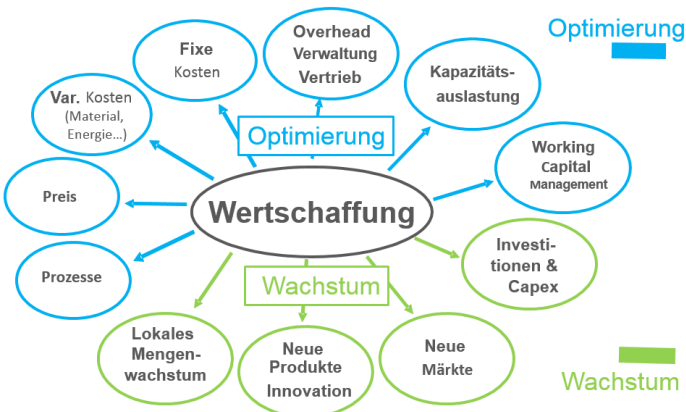 Optimierung
Overhead
Verwaltung
Vertrieb
Fixe
Kosten
Kapazitäts-
auslastung
Var. Kosten
(Material,
Energie...)
Optimierung
Working
Capital
Management
Preis
Wertschaffung
Prozesse
Investi-
tionen &
Capex
Wachstum
Lokales
Mengen-
wachstum
Neue
Produkte
Innovation
Neue
Märkte
Wachstum